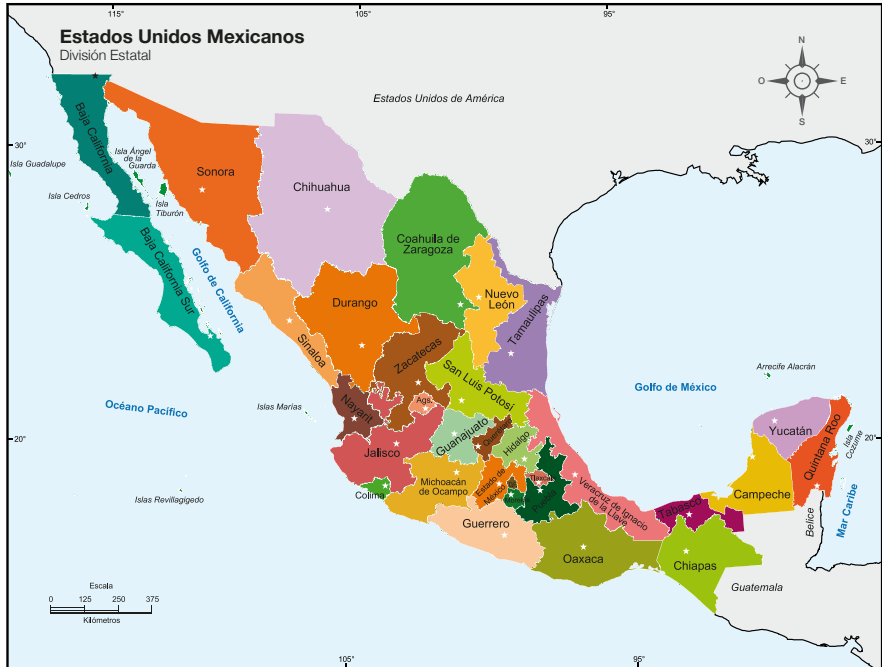 115°
105°
95°
Estados Unidos Mexicanos
División Estatal
N
O
E
S
Estados Unidos de América
30°
30°
Isla Guadalupe
Isla Ángel
de la
Guarda
Isla Cedros
Isla
Tiburón
Baja California
Sonora
Chihuahua
Coahuila de
Zaragoza
Baja California Sur
Golfo de California
Nuevo
León
Tamaulipas
Durango
Sinaloa
Zacatecas
San Luis Potosí
Arrecife Alacrán
Golfo de México
Océano Pacífico
Islas Marias
Nayarit
Ags.
20°
20°
Jalisco
Guanajuato
Querétaro
Hidalgo
Yucatán
Quintana Roo
Isla
Cozume
Michoacán
de Ocampo
Estado de
México
Tlaxcala
Puebla
Morelos
Veracruz de Ignacio
de la Llave
Colima
Campeche
Tabasco
Guerrero
Oaxaca
Chiapas
Belice
Mar Caribe
Guatemala
Islas Revillagigedo
Escala
0 125 250 375
Kilómetros
105°
95°